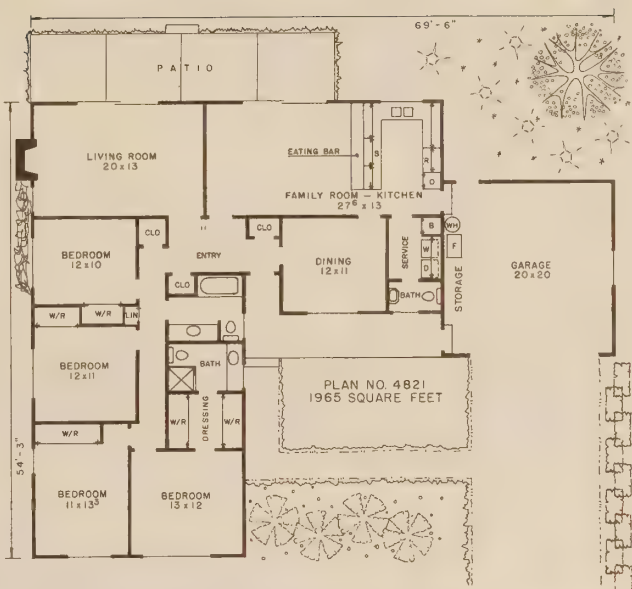 69'-6"
PATIO
LIVING ROOM
20 x 13
EATING BAR
S
R
O
FAMILY ROOM – KITCHEN
27⁶ x 13
CLO
CLO
BEDROOM
12 x 10
ENTRY
DINING
12 x 11
SERVICE
B
W
D
WH
F
STORAGE
GARAGE
20 x 20
CLO
BATH
W/R
W/R
LIN
BEDROOM
12 x 11
BATH
PLAN NO. 4821
1965 SQUARE FEET
W/R
DRESSING
W/R
W/R
54'-3"
BEDROOM
11 x 13³
BEDROOM
13 x 12